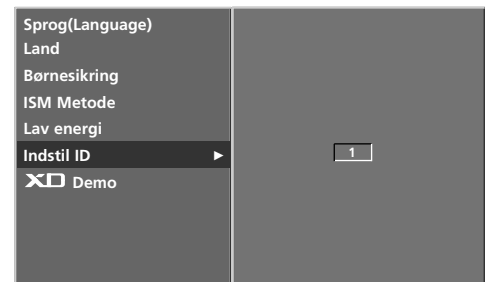 Sprog(Language)
Land
Børnesikring
ISM Metode
Lav energi
Indstil ID ► 1
XD Demo